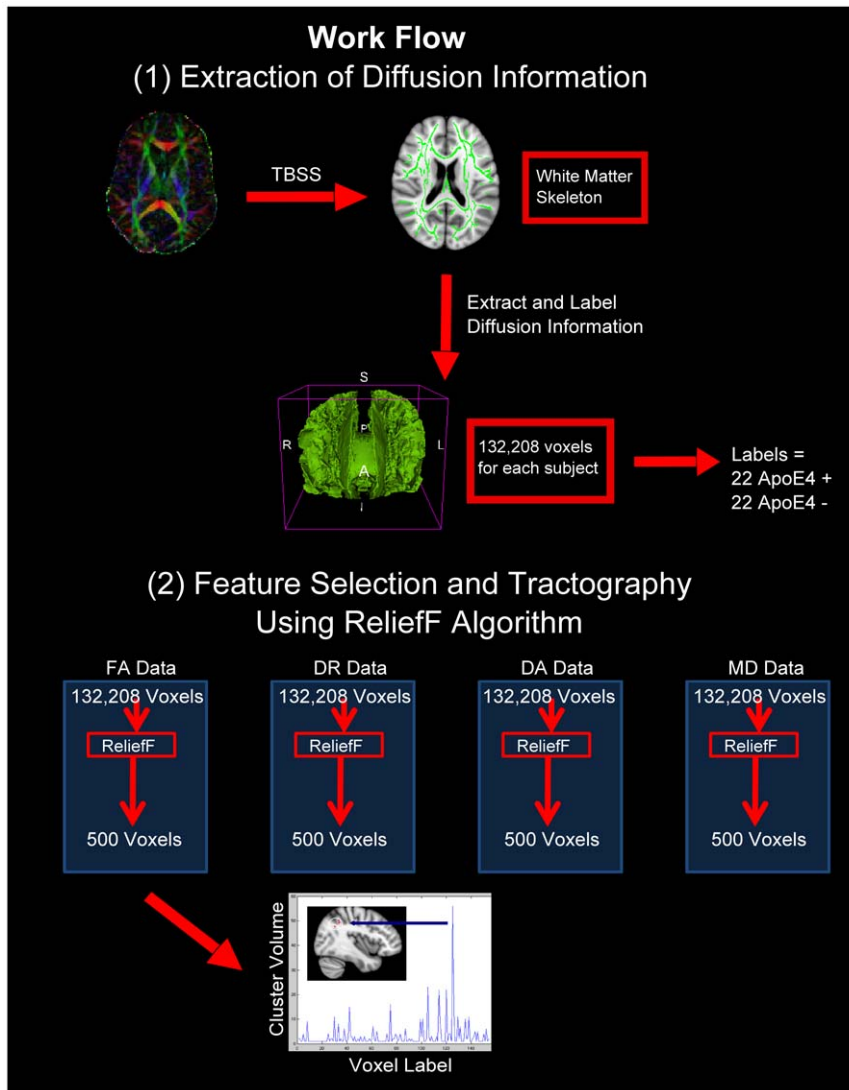 Work Flow
(1) Extraction of Diffusion Information
TBSS
White Matter
Skeleton
Extract and Label
Diffusion Information
S
R
P
L
A
I
132,208 voxels
for each subject
Labels =
22 ApoE4 +
22 ApoE4 -
(2) Feature Selection and Tractography
Using ReliefF Algorithm
FA Data
132,208 Voxels
ReliefF
500 Voxels
DR Data
132,208 Voxels
ReliefF
500 Voxels
DA Data
132,208 Voxels
ReliefF
500 Voxels
MD Data
132,208 Voxels
ReliefF
500 Voxels
Cluster Volume
Voxel Label